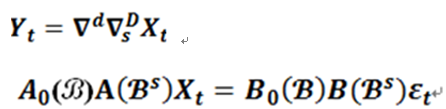 Y_t = ∇^d ∇_s^D X_t
A_0(ℬ)A(ℬ^s)X_t = B_0(ℬ)B(ℬ^s)ε_t